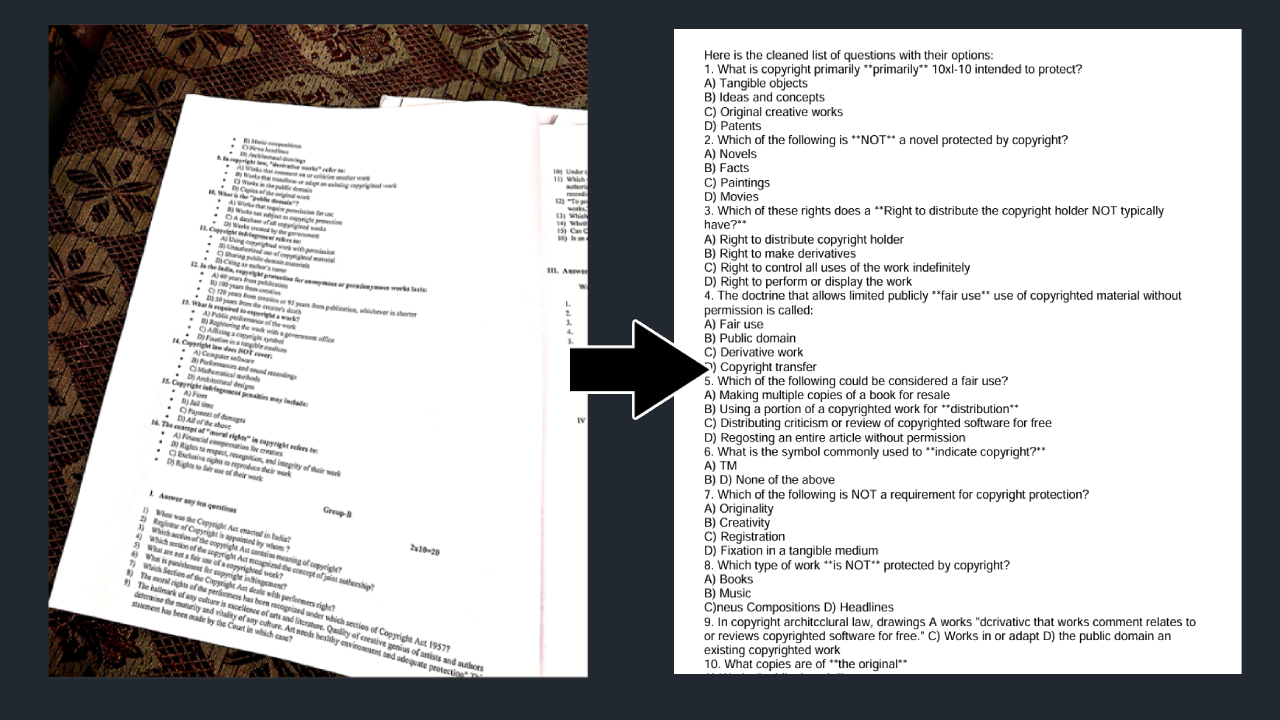 B) Music compositions
C) News headlines
D) Architectural drawings
9. In copyright law, "derivative works" refer to:
A) Works that comment on or criticize another work
B) Works that transform or adapt an existing copyrighted work
C) Works in the public domain
D) Copies of the original work
10. What is the "public domain"?
A) Works that require permission for use
B) Works not subject to copyright protection
C) A database of all copyrighted works
D) Works created by the government
11. Copyright infringement refers to:
A) Using copyrighted work with permission
B) Unauthorized use of copyrighted material
C) Sharing public domain materials
D) Citing an author's name
12. In the India, copyright protection for anonymous or pseudonymous works lasts:
A) 60 years from publication
B) 100 years from creation
C) 120 years from creation or 95 years from publication, whichever is shorter
D) 50 years from the creator's death
13. What is required to copyright a work?
A) Public performance of the work
B) Registering the work with a government office
C) Affixing a copyright symbol
D) Fixation in a tangible medium
14. Copyright law does NOT cover:
A) Computer software
B) Performances and sound recordings
C) Mathematical methods
D) Architectural designs
15. Copyright infringement penalties may include:
A) Fines
B) Jail time
C) Payment of damages
D) All of the above
16. The concept of "moral rights" in copyright refers to:
A) Financial compensation for creators
B) Rights to respect, recognition, and integrity of their work
C) Exclusive rights to reproduce their work
D) Rights to fair use of their work
Group-B
I. Answer any ten questions
2x10=20
1) When was the Copyright Act enacted in India?
2) Registrar of Copyright is appointed by whom ?
3) Which section of the copyright Act contains meaning of copyright?
4) Which section of the copyright Act recognized the concept of joint authorship?
5) What are not a fair use of a copyrighted work?
6) What is punishment for copyright infringement?
7) Which Section of the Copyright Act deals with performers right?
8) The moral rights of the performers has been recognized under which section of Copyright Act 1957?
9) The hallmark of any culture is excellence of arts and literature. Quality of creative genius of artists and authors
determine the maturity and vitality of any culture. Art needs healthy environment and adequate protection"
statement has been made by the Court in which case?
10) Under
11) Which
12) "To
works,
13) Which
14)
15) Can
16) Is an
III. Answer
1.
2.
3.
4.
5.
IV
Here is the cleaned list of questions with their options:
1. What is copyright primarily **primarily** 10xl-10 intended to protect?
A) Tangible objects
B) Ideas and concepts
C) Original creative works
D) Patents
2. Which of the following is **NOT** a novel protected by copyright?
A) Novels
B) Facts
C) Paintings
D) Movies
3. Which of these rights does a **Right to distribute the copyright holder NOT typically
have?**
A) Right to distribute copyright holder
B) Right to make derivatives
C) Right to control all uses of the work indefinitely
D) Right to perform or display the work
4. The doctrine that allows limited publicly **fair use** use of copyrighted material without
permission is called:
A) Fair use
B) Public domain
C) Derivative work
D) Copyright transfer
5. Which of the following could be considered a fair use?
A) Making multiple copies of a book for resale
B) Using a portion of a copyrighted work for **distribution**
C) Distributing criticism or review of copyrighted software for free
D) Regosting an entire article without permission
6. What is the symbol commonly used to **indicate copyright?**
A) TM
B) D) None of the above
7. Which of the following is NOT a requirement for copyright protection?
A) Originality
B) Creativity
C) Registration
D) Fixation in a tangible medium
8. Which type of work **is NOT** protected by copyright?
A) Books
B) Music
C)neus Compositions D) Headlines
9. In copyright architcclural law, drawings A works "dcrivativc that works comment relates to
or reviews copyrighted software for free." C) Works in or adapt D) the public domain an
existing copyrighted work
10. What copies are of **the original**